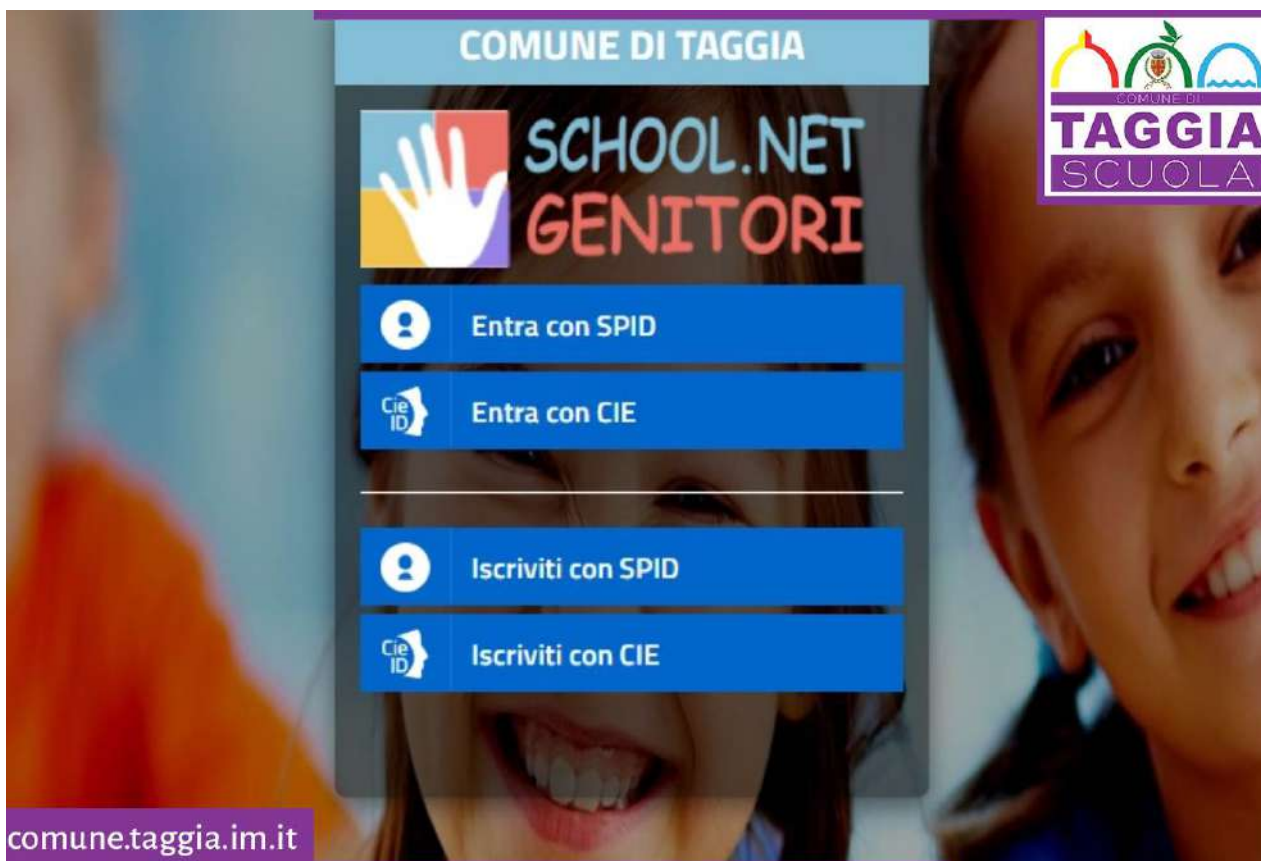 COMUNE DI TAGGIA
COMUNE DI
TAGGIA
SCUOLA
SCHOOL.NET
GENITORI
Entra con SPID
Cie
ID
Entra con CIE
Iscriviti con SPID
Cie
ID
Iscriviti con CIE
comune.taggia.im.it